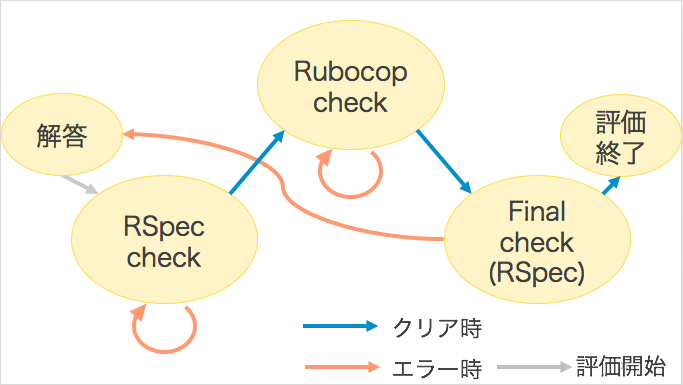 Rubocop
check
解答
評価
終了
RSpec
check
Final
check
(RSpec)
クリア時
エラー時
評価開始